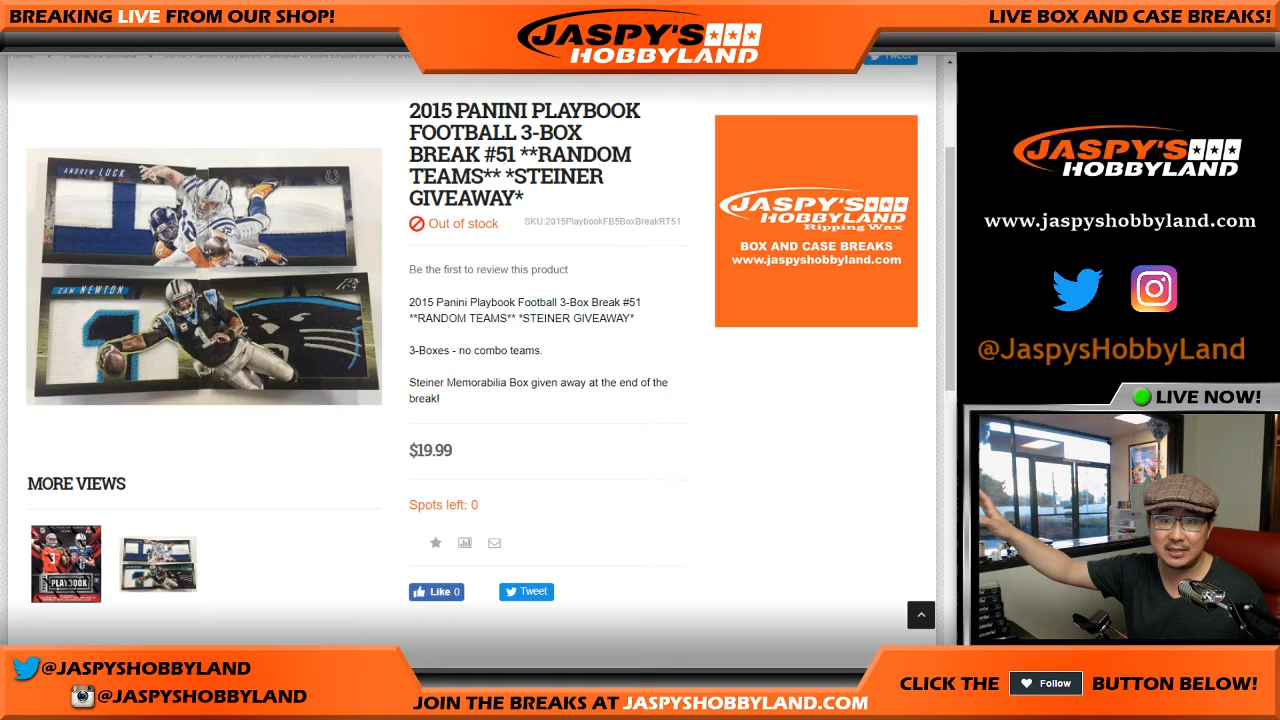 BREAKING LIVE FROM OUR SHOP!
JASPY'S
HOBBYLAND
LIVE BOX AND CASE BREAKS!
Tweet
2015 PANINI PLAYBOOK
FOOTBALL 3-BOX
BREAK #51 **RANDOM
TEAMS** *STEINER
GIVEAWAY*
Out of stock
SKU:2015PlaybookFB5BoxBreakRT51
Be the first to review this product
2015 Panini Playbook Football 3-Box Break #51
**RANDOM TEAMS** *STEINER GIVEAWAY*
3-Boxes - no combo teams.
Steiner Memorabilia Box given away at the end of the
break!
$19.99
Spots left: 0
Like 0
Tweet
ANDREW LUCK
CAM NEWTON
MORE VIEWS
PLAYBOOK
JASPY'S
HOBBYLAND
Ripping Wax
BOX AND CASE BREAKS
www.jaspyshobbyland.com
JASPY'S
HOBBYLAND
www.jaspyshobbyland.com
@JaspysHobbyLand
LIVE NOW!
@JASPYSHOBBYLAND
@JASPYSHOBBYLAND
JOIN THE BREAKS AT JASPYSHOBBYLAND.COM
CLICK THE Follow BUTTON BELOW!